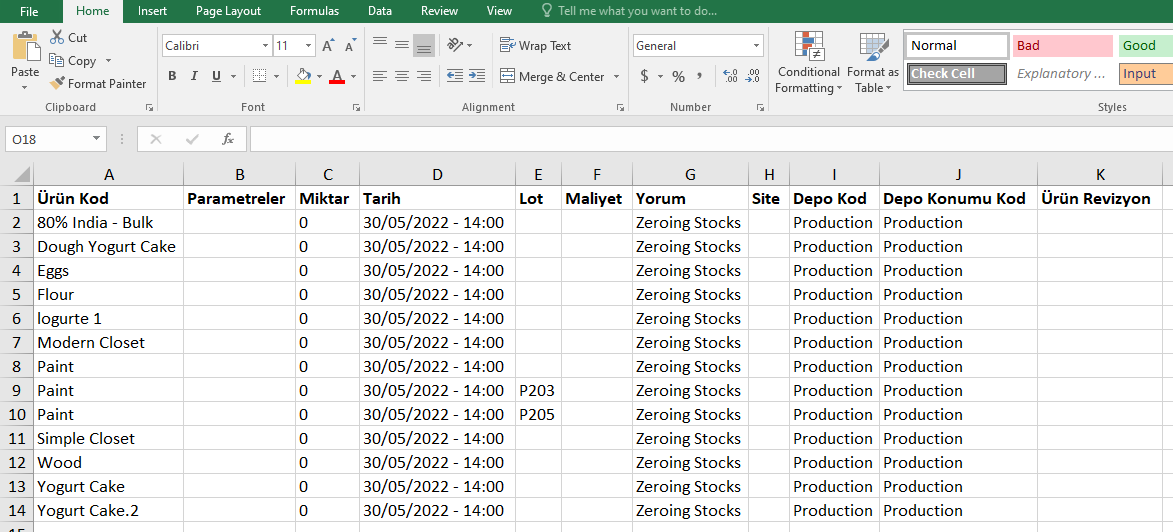 File Home Insert Page Layout Formulas Data Review View Tell me what you want to do...
Cut
Copy
Format Painter
Paste
Clipboard
Calibri 11 A A
B I U A
Font
Wrap Text
Merge & Center
Alignment
General
$ % ,
Number
Conditional Formatting
Format as Table
Normal Bad Good
Check Cell Explanatory ... Input
Styles
O18 fx
A B C D E F G H I J K
1 Ürün Kod Parametreler Miktar Tarih Lot Maliyet Yorum Site Depo Kod Depo Konumu Kod Ürün Revizyon
2 80% India - Bulk 0 30/05/2022 - 14:00 Zeroing Stocks Production Production
3 Dough Yogurt Cake 0 30/05/2022 - 14:00 Zeroing Stocks Production Production
4 Eggs 0 30/05/2022 - 14:00 Zeroing Stocks Production Production
5 Flour 0 30/05/2022 - 14:00 Zeroing Stocks Production Production
6 Iogurte 1 0 30/05/2022 - 14:00 Zeroing Stocks Production Production
7 Modern Closet 0 30/05/2022 - 14:00 Zeroing Stocks Production Production
8 Paint 0 30/05/2022 - 14:00 Zeroing Stocks Production Production
9 Paint 0 30/05/2022 - 14:00 P203 Zeroing Stocks Production Production
10 Paint 0 30/05/2022 - 14:00 P205 Zeroing Stocks Production Production
11 Simple Closet 0 30/05/2022 - 14:00 Zeroing Stocks Production Production
12 Wood 0 30/05/2022 - 14:00 Zeroing Stocks Production Production
13 Yogurt Cake 0 30/05/2022 - 14:00 Zeroing Stocks Production Production
14 Yogurt Cake.2 0 30/05/2022 - 14:00 Zeroing Stocks Production Production